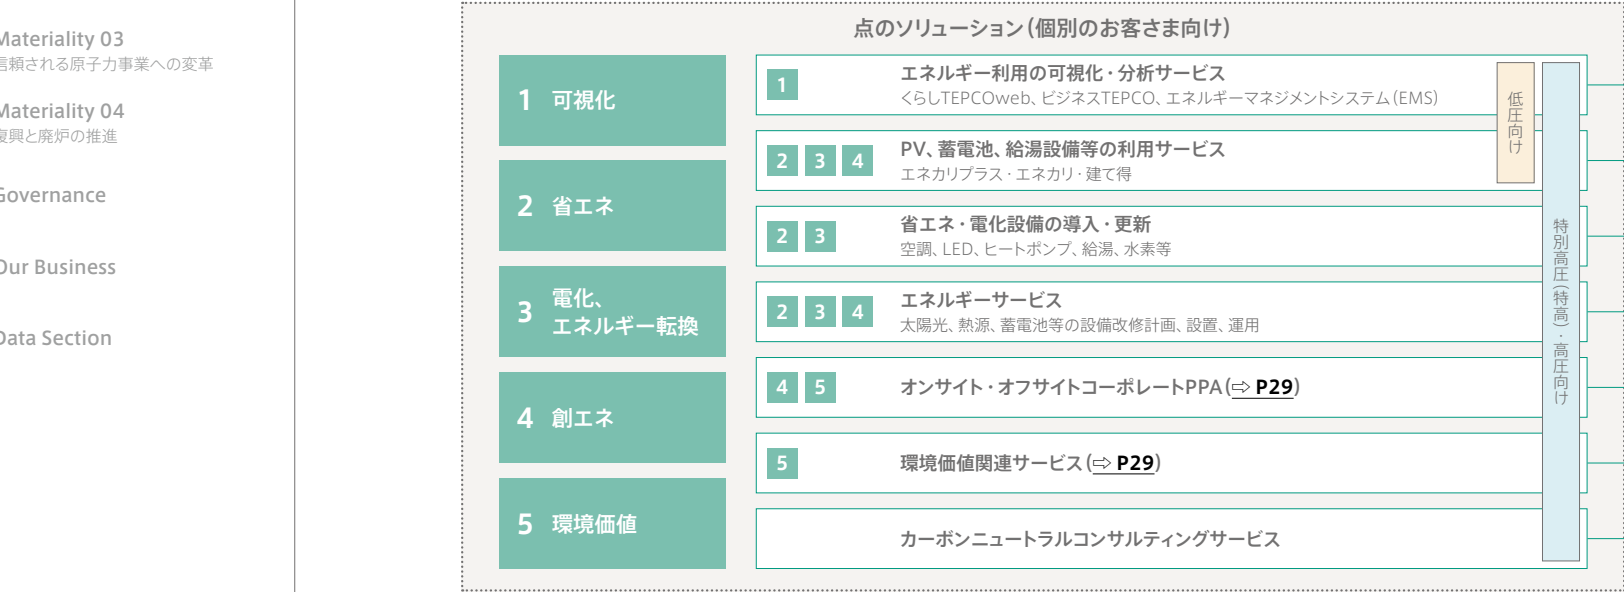 Materiality 03
信頼される原子力事業への変革
Materiality 04
復興と廃炉の推進
Governance
Our Business
Data Section
点のソリューション(個別のお客さま向け)
1 可視化
2 省エネ
3 電化、
エネルギー転換
4 創エネ
5 環境価値
1
エネルギー利用の可視化・分析サービス
くらしTEPCOweb、ビジネスTEPCO、エネルギーマネジメントシステム(EMS)
2 3 4
PV、蓄電池、給湯設備等の利用サービス
エネカリプラス・エネカリ・建て得
2 3
省エネ・電化設備の導入・更新
空調、LED、ヒートポンプ、給湯、水素等
2 3 4
エネルギーサービス
太陽光、熱源、蓄電池等の設備改修計画、設置、運用
4 5
オンサイト・オフサイトコーポレートPPA(⇨ P29)
5
環境価値関連サービス(⇨ P29)
カーボンニュートラルコンサルティングサービス
低圧向け
特別高圧(特高)・高圧向け